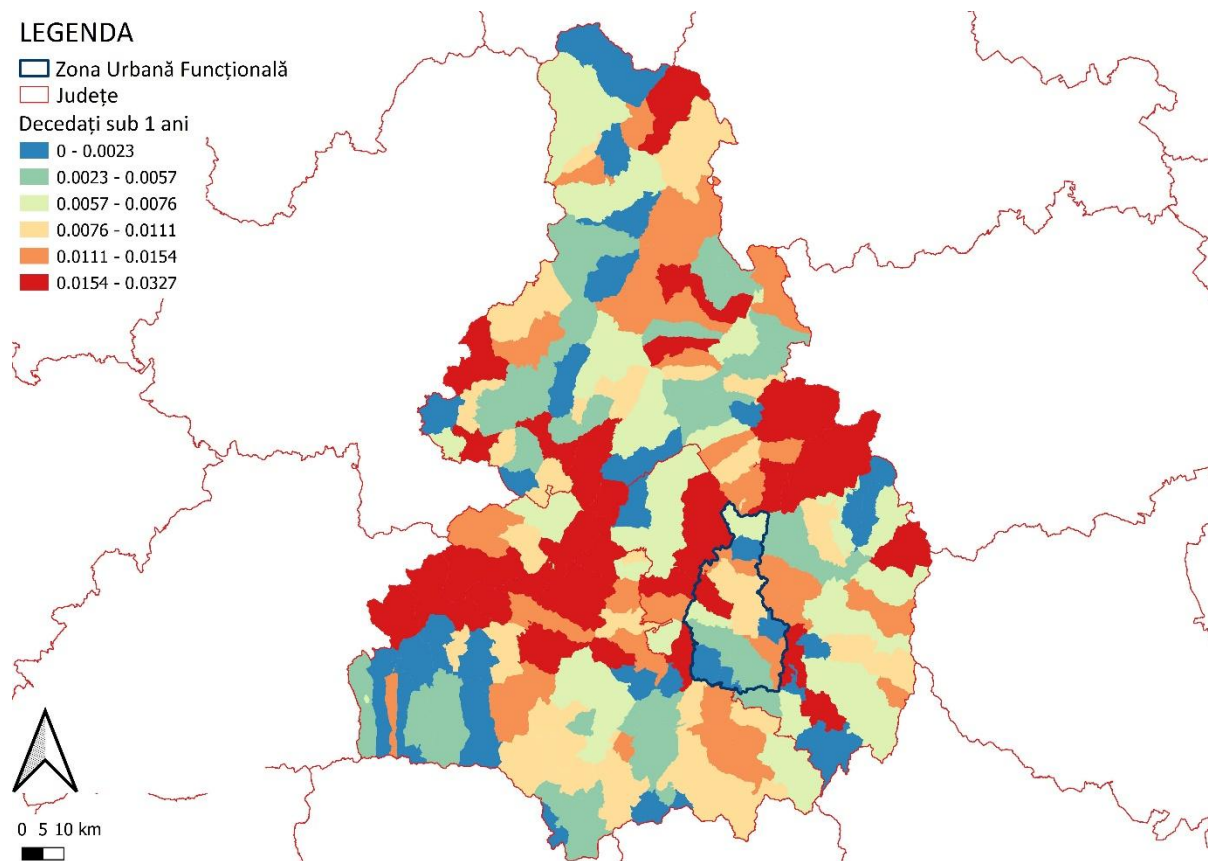 LEGENDA
Zona Urbană Funcțională
Județe
Decedați sub 1 ani
0 - 0.0023
0.0023 - 0.0057
0.0057 - 0.0076
0.0076 - 0.0111
0.0111 - 0.0154
0.0154 - 0.0327
0 5 10 km